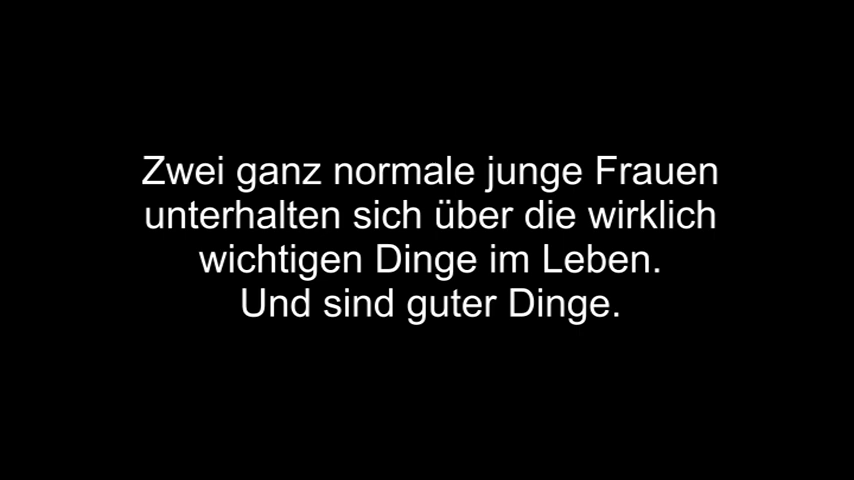 Zwei ganz normale junge Frauen
unterhalten sich über die wirklich
wichtigen Dinge im Leben.
Und sind guter Dinge.